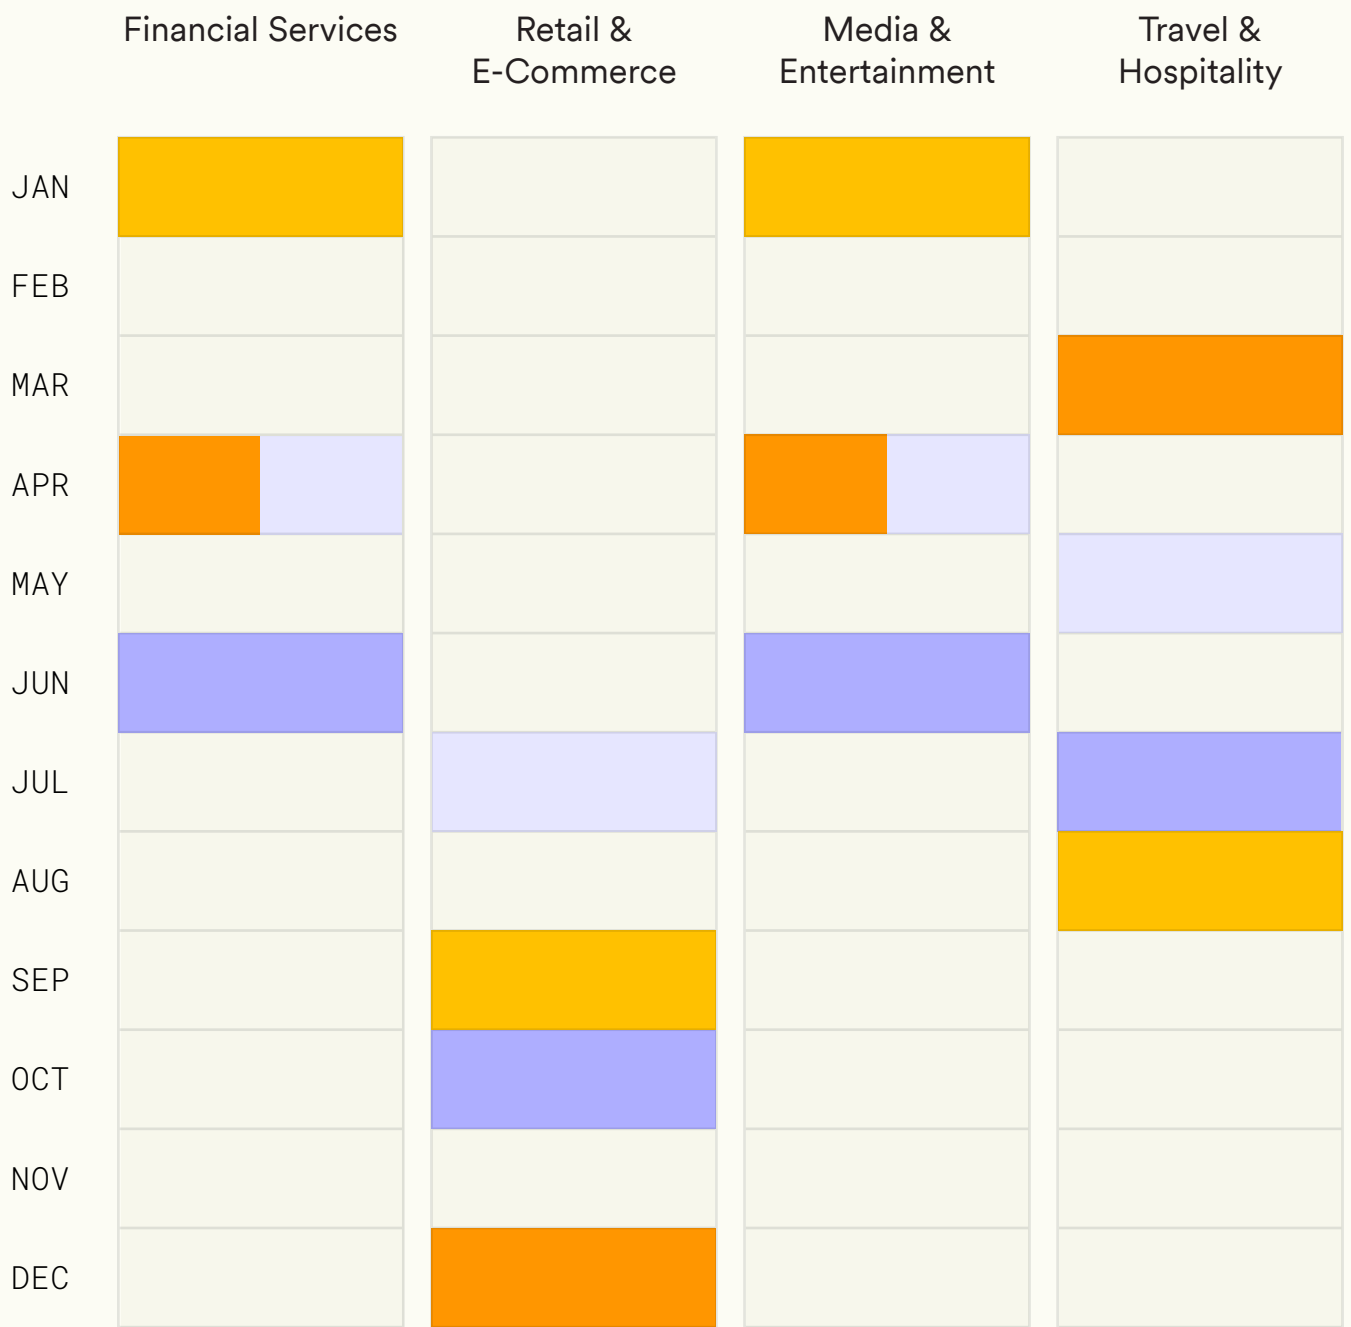 Financial Services
Retail &
E-Commerce
Media &
Entertainment
Travel &
Hospitality
JAN
FEB
MAR
APR
MAY
JUN
JUL
AUG
SEP
OCT
NOV
DEC